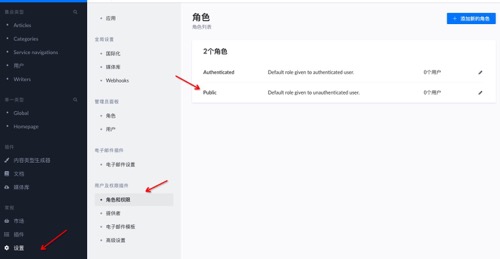 集合类型
Articles
Categories
Service navigations
用户
Writers
单一类型
Global
Homepage
插件
内容类型生成器
文档
媒体库
常规
市场
插件
设置
应用
全局设置
国际化
媒体库
Webhooks
管理员面板
角色
用户
电子邮件插件
电子邮件设置
用户及权限插件
角色和权限
提供者
电子邮件模板
高级设置
角色
角色列表
添加新的角色
2个角色
Authenticated
Default role given to authenticated user.
0个用户
Public
Default role given to unauthenticated user.
0个用户